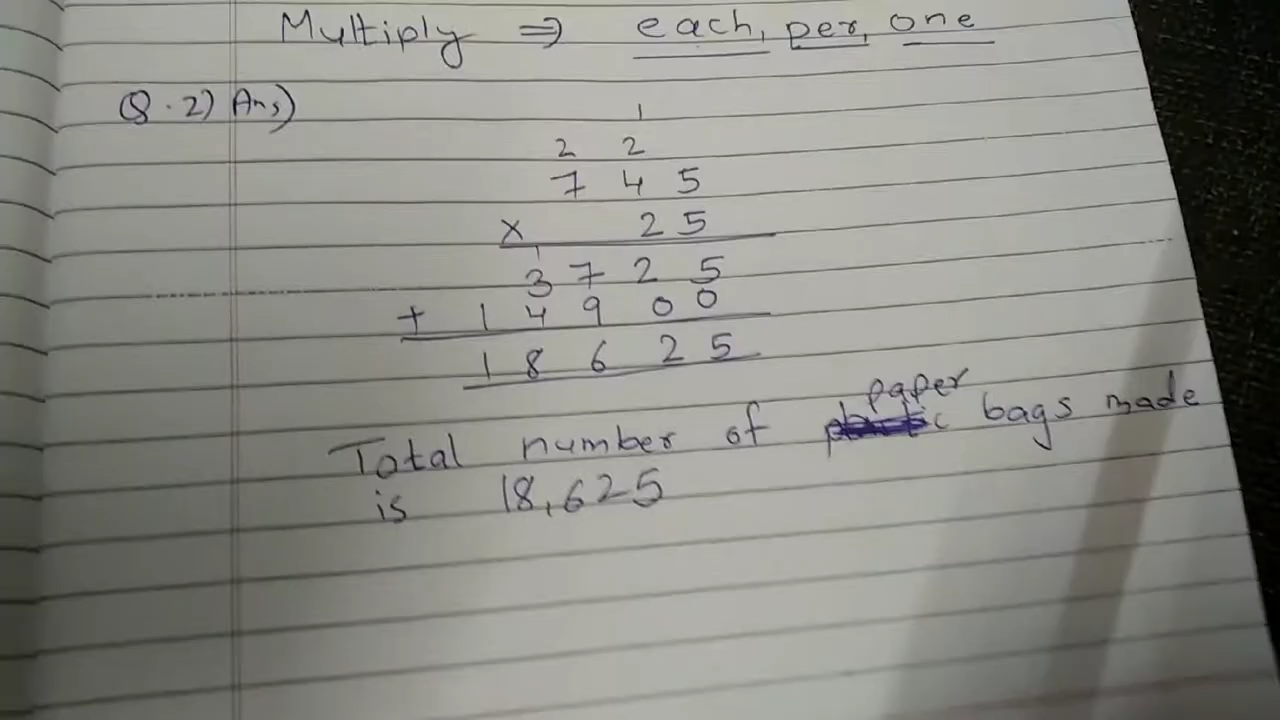 Multiply ⇒ each, per, one
Q.2) Ans)
1
2 2
7 4 5
x 2 5
1
3 7 2 5
+ 1 4 9 0 0
1 8 6 2 5
paper
Total number of bags made
is 18,625